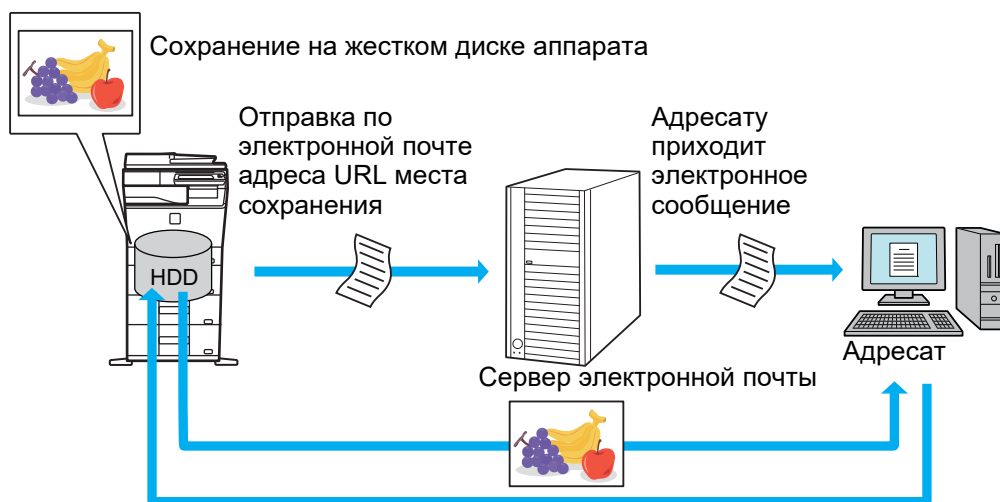 Сохранение на жестком диске аппарата
Отправка по
электронной почте
адреса URL места
сохранения
Адресату
приходит
электронное
сообщение
HDD
Адресат
Сервер электронной почты